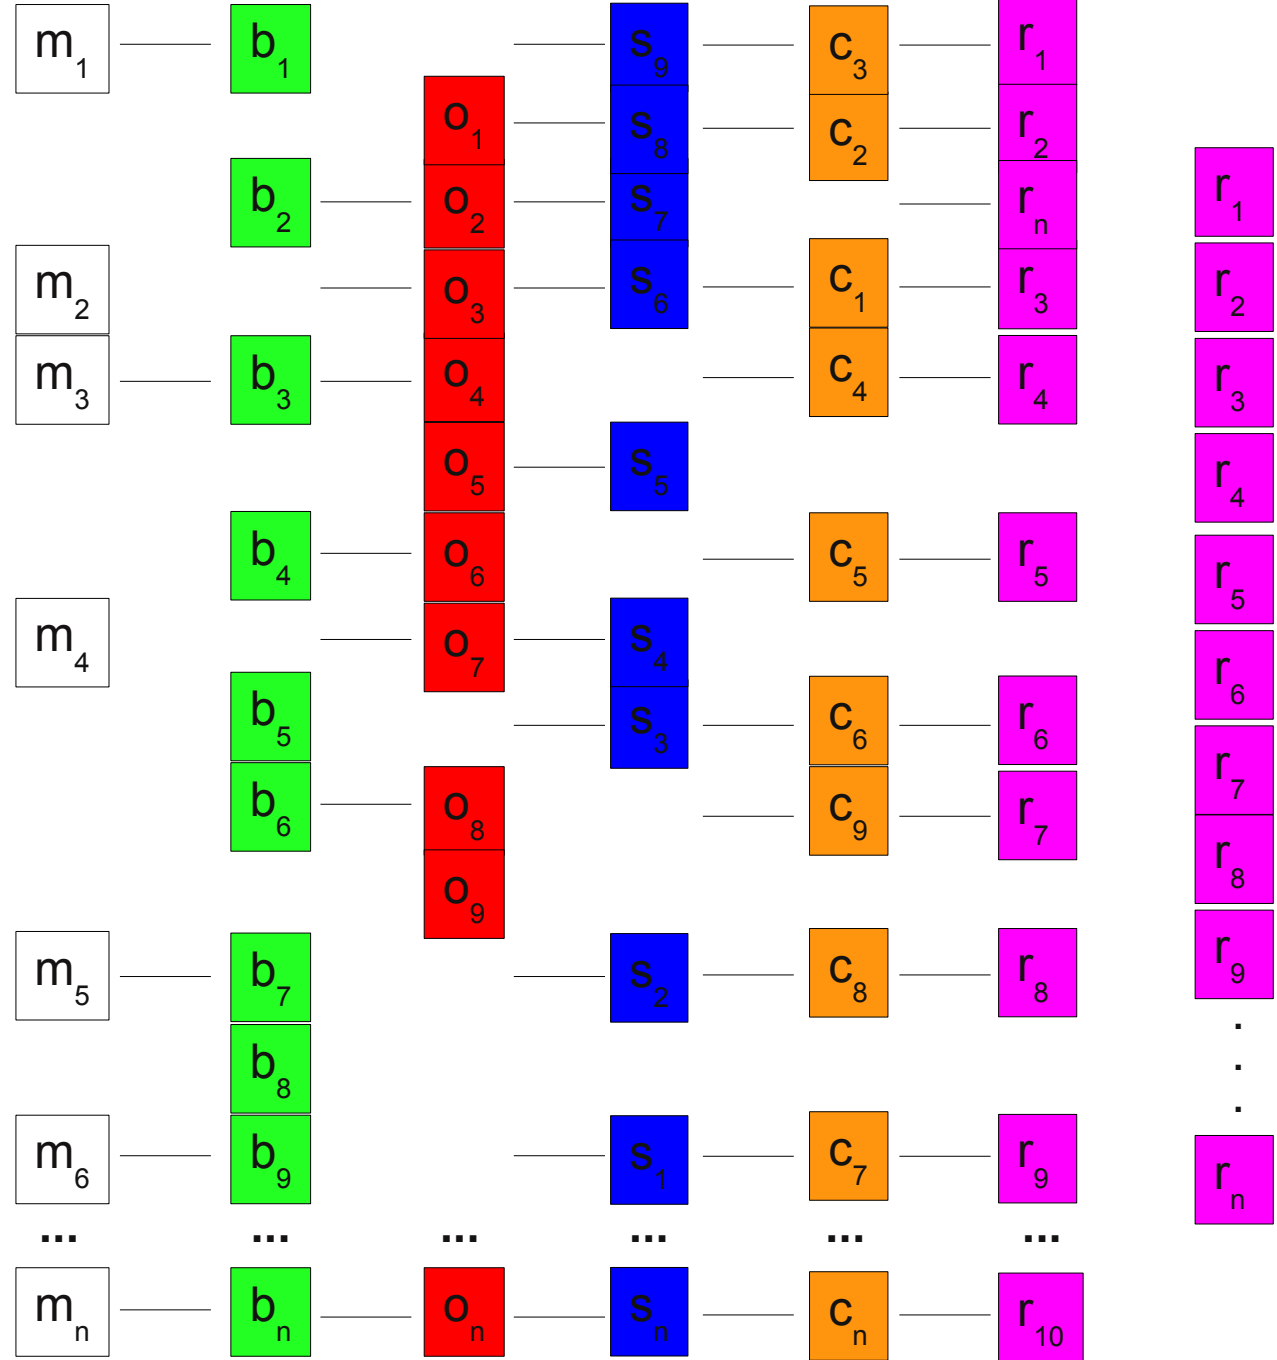 m1 b1 s9 c3 r1
o1 s8 c2 r2
b2 o2 s7 rn r1
m2 o3 s6 c1 r3 r2
m3 b3 o4 c4 r4 r3
o5 s5 r4
b4 o6 c5 r5 r5
m4 o7 s4 r6
b5 s3 c6 r6
b6 o8 c9 r7 r7
o9 r8
m5 b7 s2 c8 r8 r9
b8
m6 b9 s1 c7 r9 rn
... ... ... ... ... ...
mn bn on sn cn r10